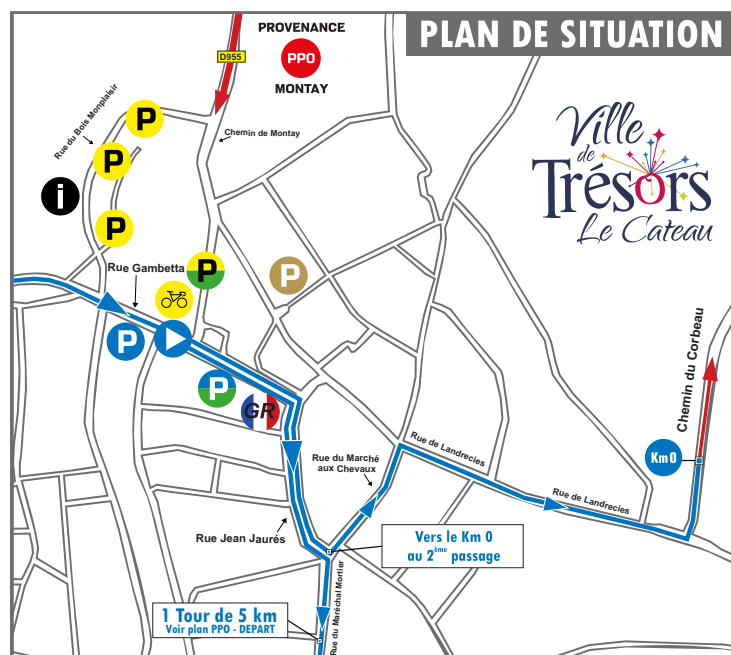 PLAN DE SITUATION
PROVENANCE
PPO
MONTAY
D955
Ville
de
Trésors
Le Cateau
Rue du Bois Monplaisir
P
Chemin de Montay
P
i
P
Rue Gambetta
P
P
P
P
GR
Chemin du Corbeau
Km 0
Rue de Landrecies
Rue de Landrecies
Rue du Marché
aux Chevaux
Rue Jean Jaurés
Vers le Km 0
au 2ème passage
Rue du Maréchal Mortier
1 Tour de 5 km
Voir plan PPO - DEPART